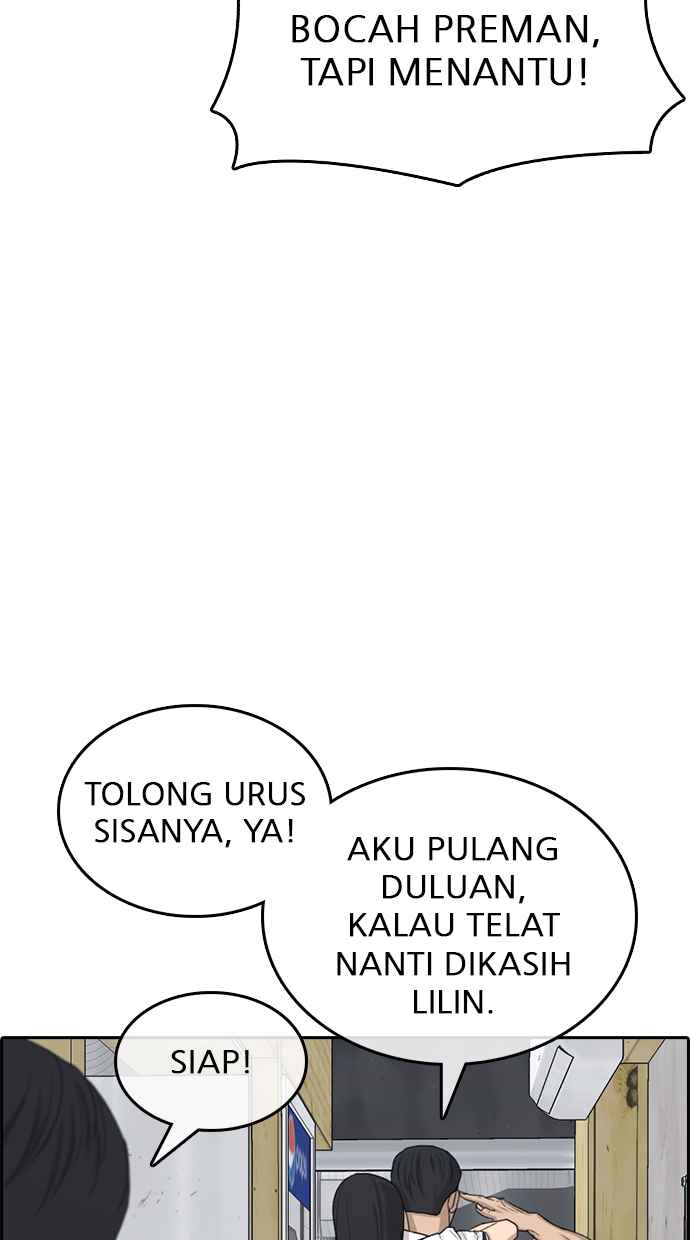 BOCAH PREMAN,
TAPI MENANTU!
TOLONG URUS
SISANYA, YA!
AKU PULANG
DULUAN,
KALAU TELAT
NANTI DIKASIH
LILIN.
SIAP!